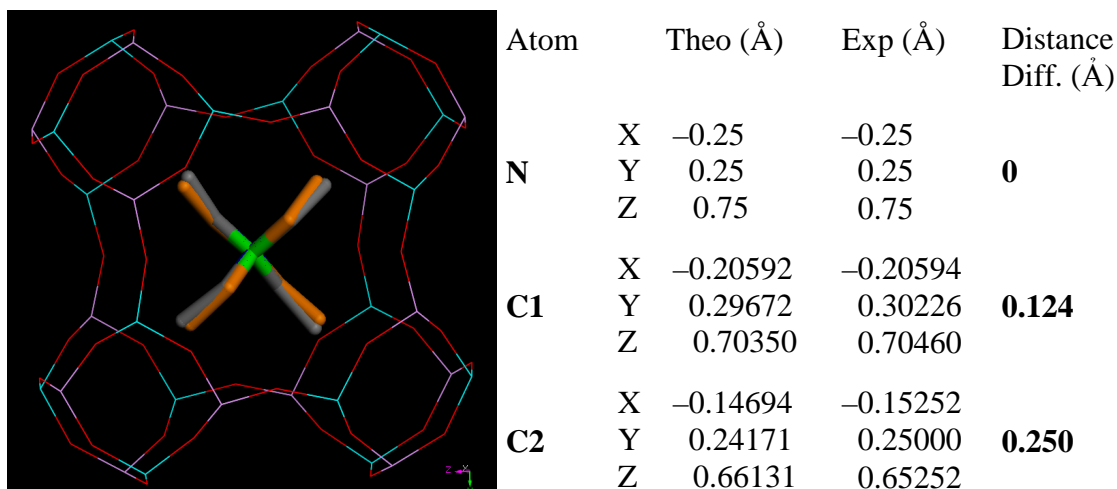 Atom Theo (Å) Exp (Å) Distance
Diff. (Å)
X –0.25 –0.25
N Y 0.25 0.25 0
Z 0.75 0.75
X –0.20592 –0.20594
C1 Y 0.29672 0.30226 0.124
Z 0.70350 0.70460
X –0.14694 –0.15252
C2 Y 0.24171 0.25000 0.250
Z 0.66131 0.65252
Z X